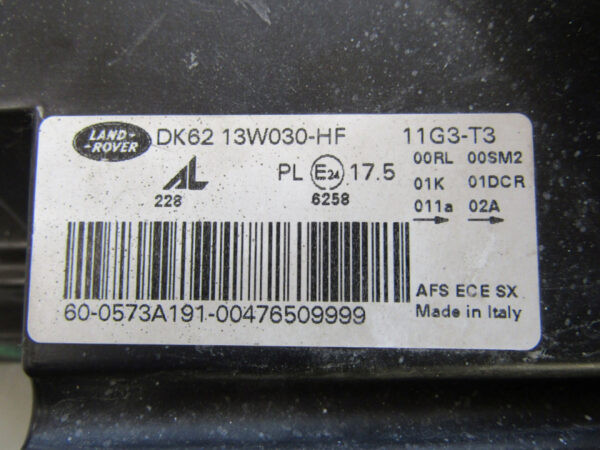 LAND-
-ROVER
DK62 13W030-HF 11G3-T3
AL 228
PL E24 17.5
6258
00RL 00SM2
01K 01DCR
011a 02A
60-0573A191-00476509999
AFS ECE SX
Made in Italy